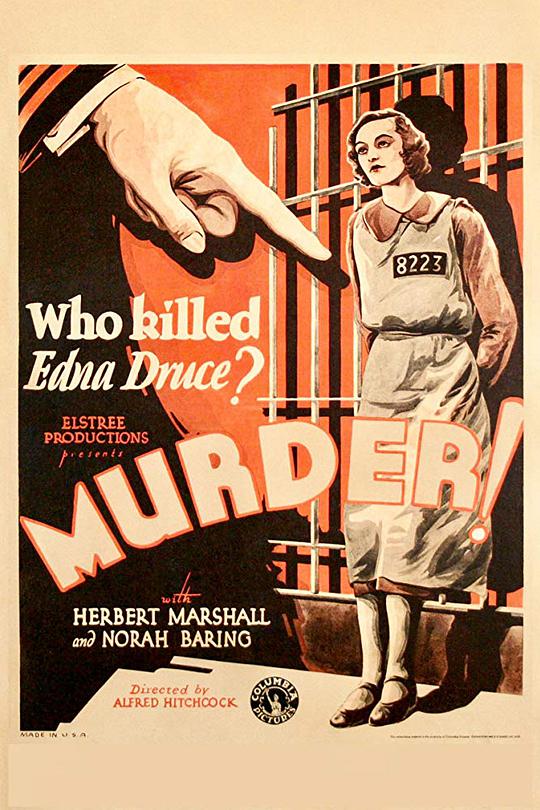 8223
Who killed
Edna Druce?
ELSTREE
PRODUCTIONS
presents
MURDER!
with
HERBERT MARSHALL
and NORAH BARING
Directed by
ALFRED HITCHCOCK
COLUMBIA
PICTURES
MADE IN U.S.A.